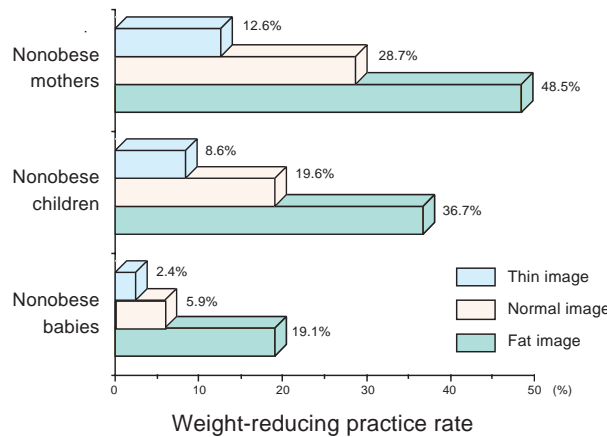 12.6%
Nonobese
mothers
28.7%
48.5%
8.6%
Nonobese
children
19.6%
36.7%
2.4%
Nonobese
babies
5.9%
19.1%
Thin image
Normal image
Fat image
0 10 20 30 40 50 (%)
Weight-reducing practice rate